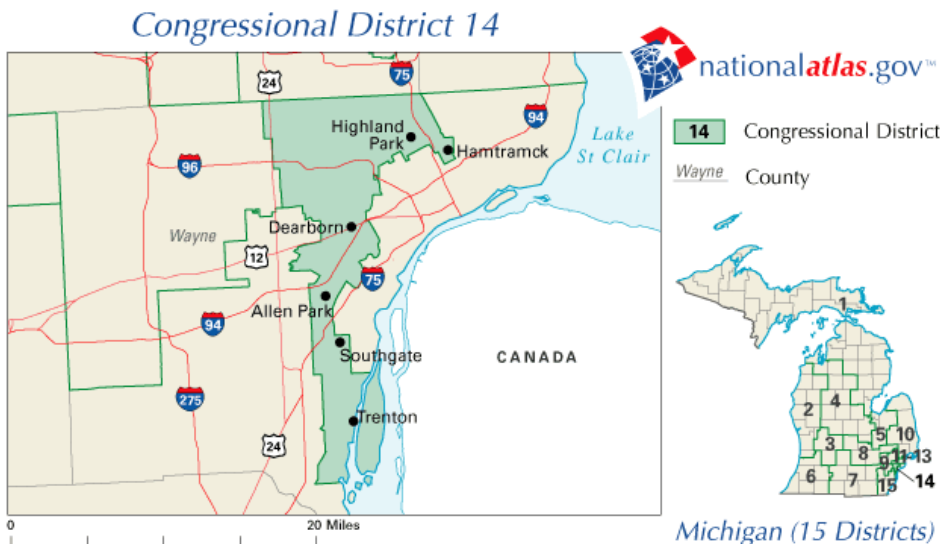 Congressional District 14
nationalatlas.gov™
24
75
94
Highland
Park
Hamtramck
Lake
St Clair
96
Wayne
Dearborn
12
75
Allen Park
94
Southgate
CANADA
275
Trenton
24
0
20 Miles
14 Congressional District
Wayne County
1
2
4
3
5
10
8
9
11
13
6
7
15
14
Michigan (15 Districts)